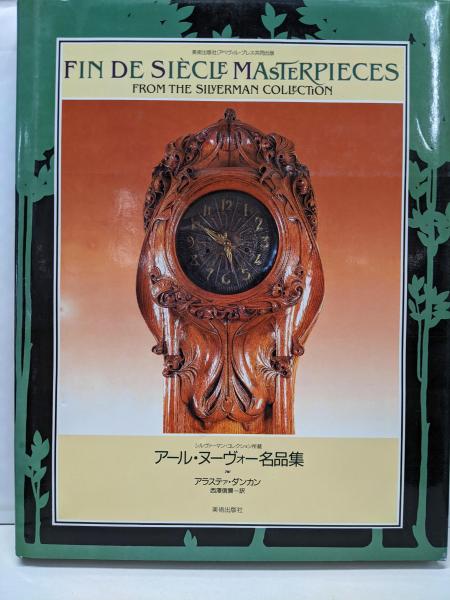 美術出版社/アベヴィル・プレス共同出版
FIN DE SIÈCLE MASTERPIECES
FROM THE SILVERMAN COLLECTION
12
シルヴァーマン・コレクション所蔵
アール・ヌーヴォー名品集
アラステァ・ダンカン
西澤信彌＝訳
美術出版社